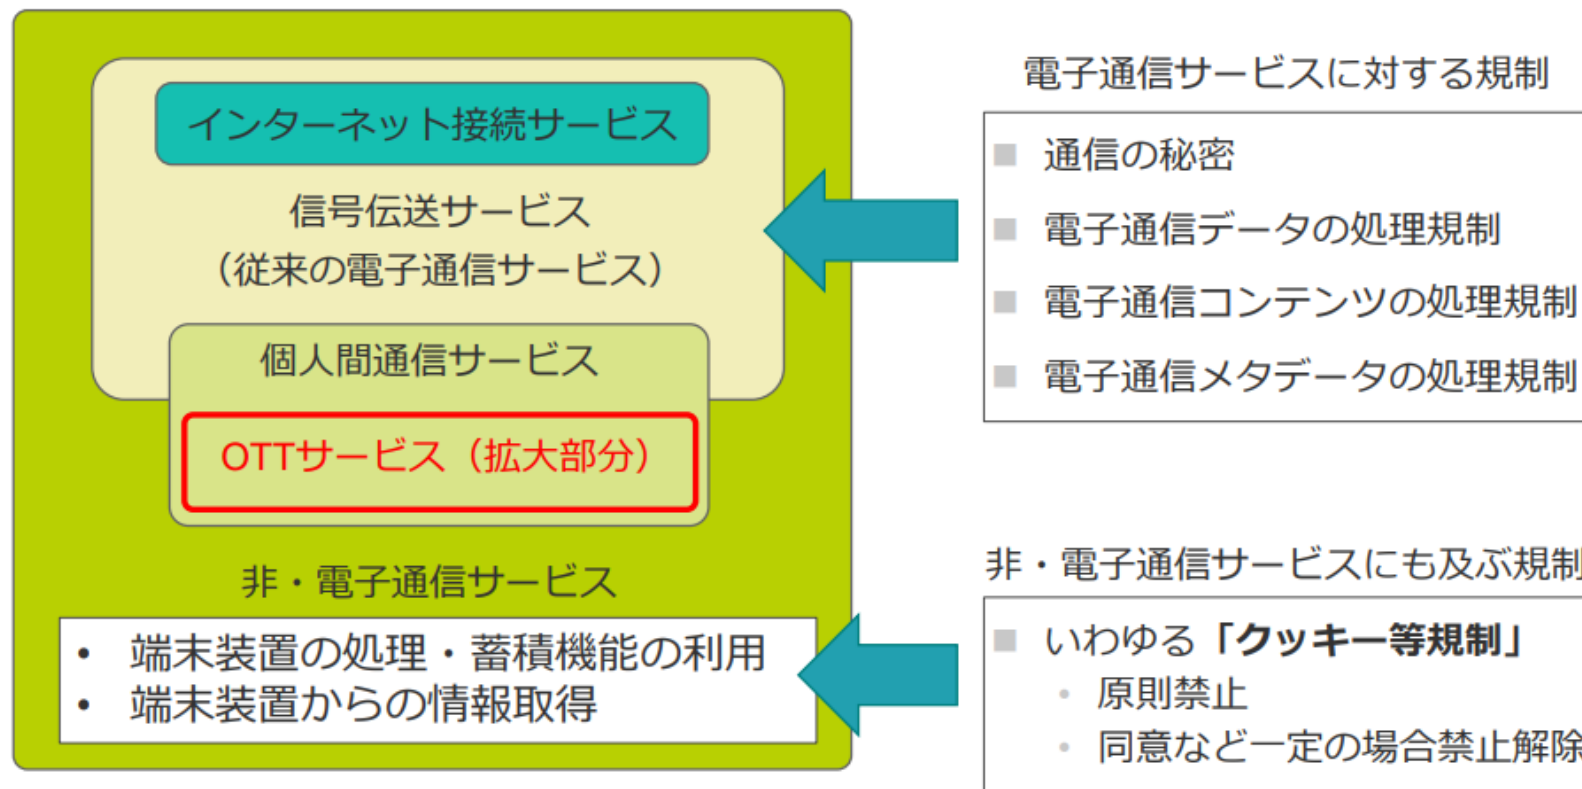 インターネット接続サービス
信号伝送サービス
（従来の電子通信サービス）
個人間通信サービス
OTTサービス（拡大部分）
非・電子通信サービス
• 端末装置の処理・蓄積機能の利用
• 端末装置からの情報取得
電子通信サービスに対する規制
■ 通信の秘密
■ 電子通信データの処理規制
■ 電子通信コンテンツの処理規制
■ 電子通信メタデータの処理規制
非・電子通信サービスにも及ぶ規制
■ いわゆる「クッキー等規制」
• 原則禁止
• 同意など一定の場合禁止解除